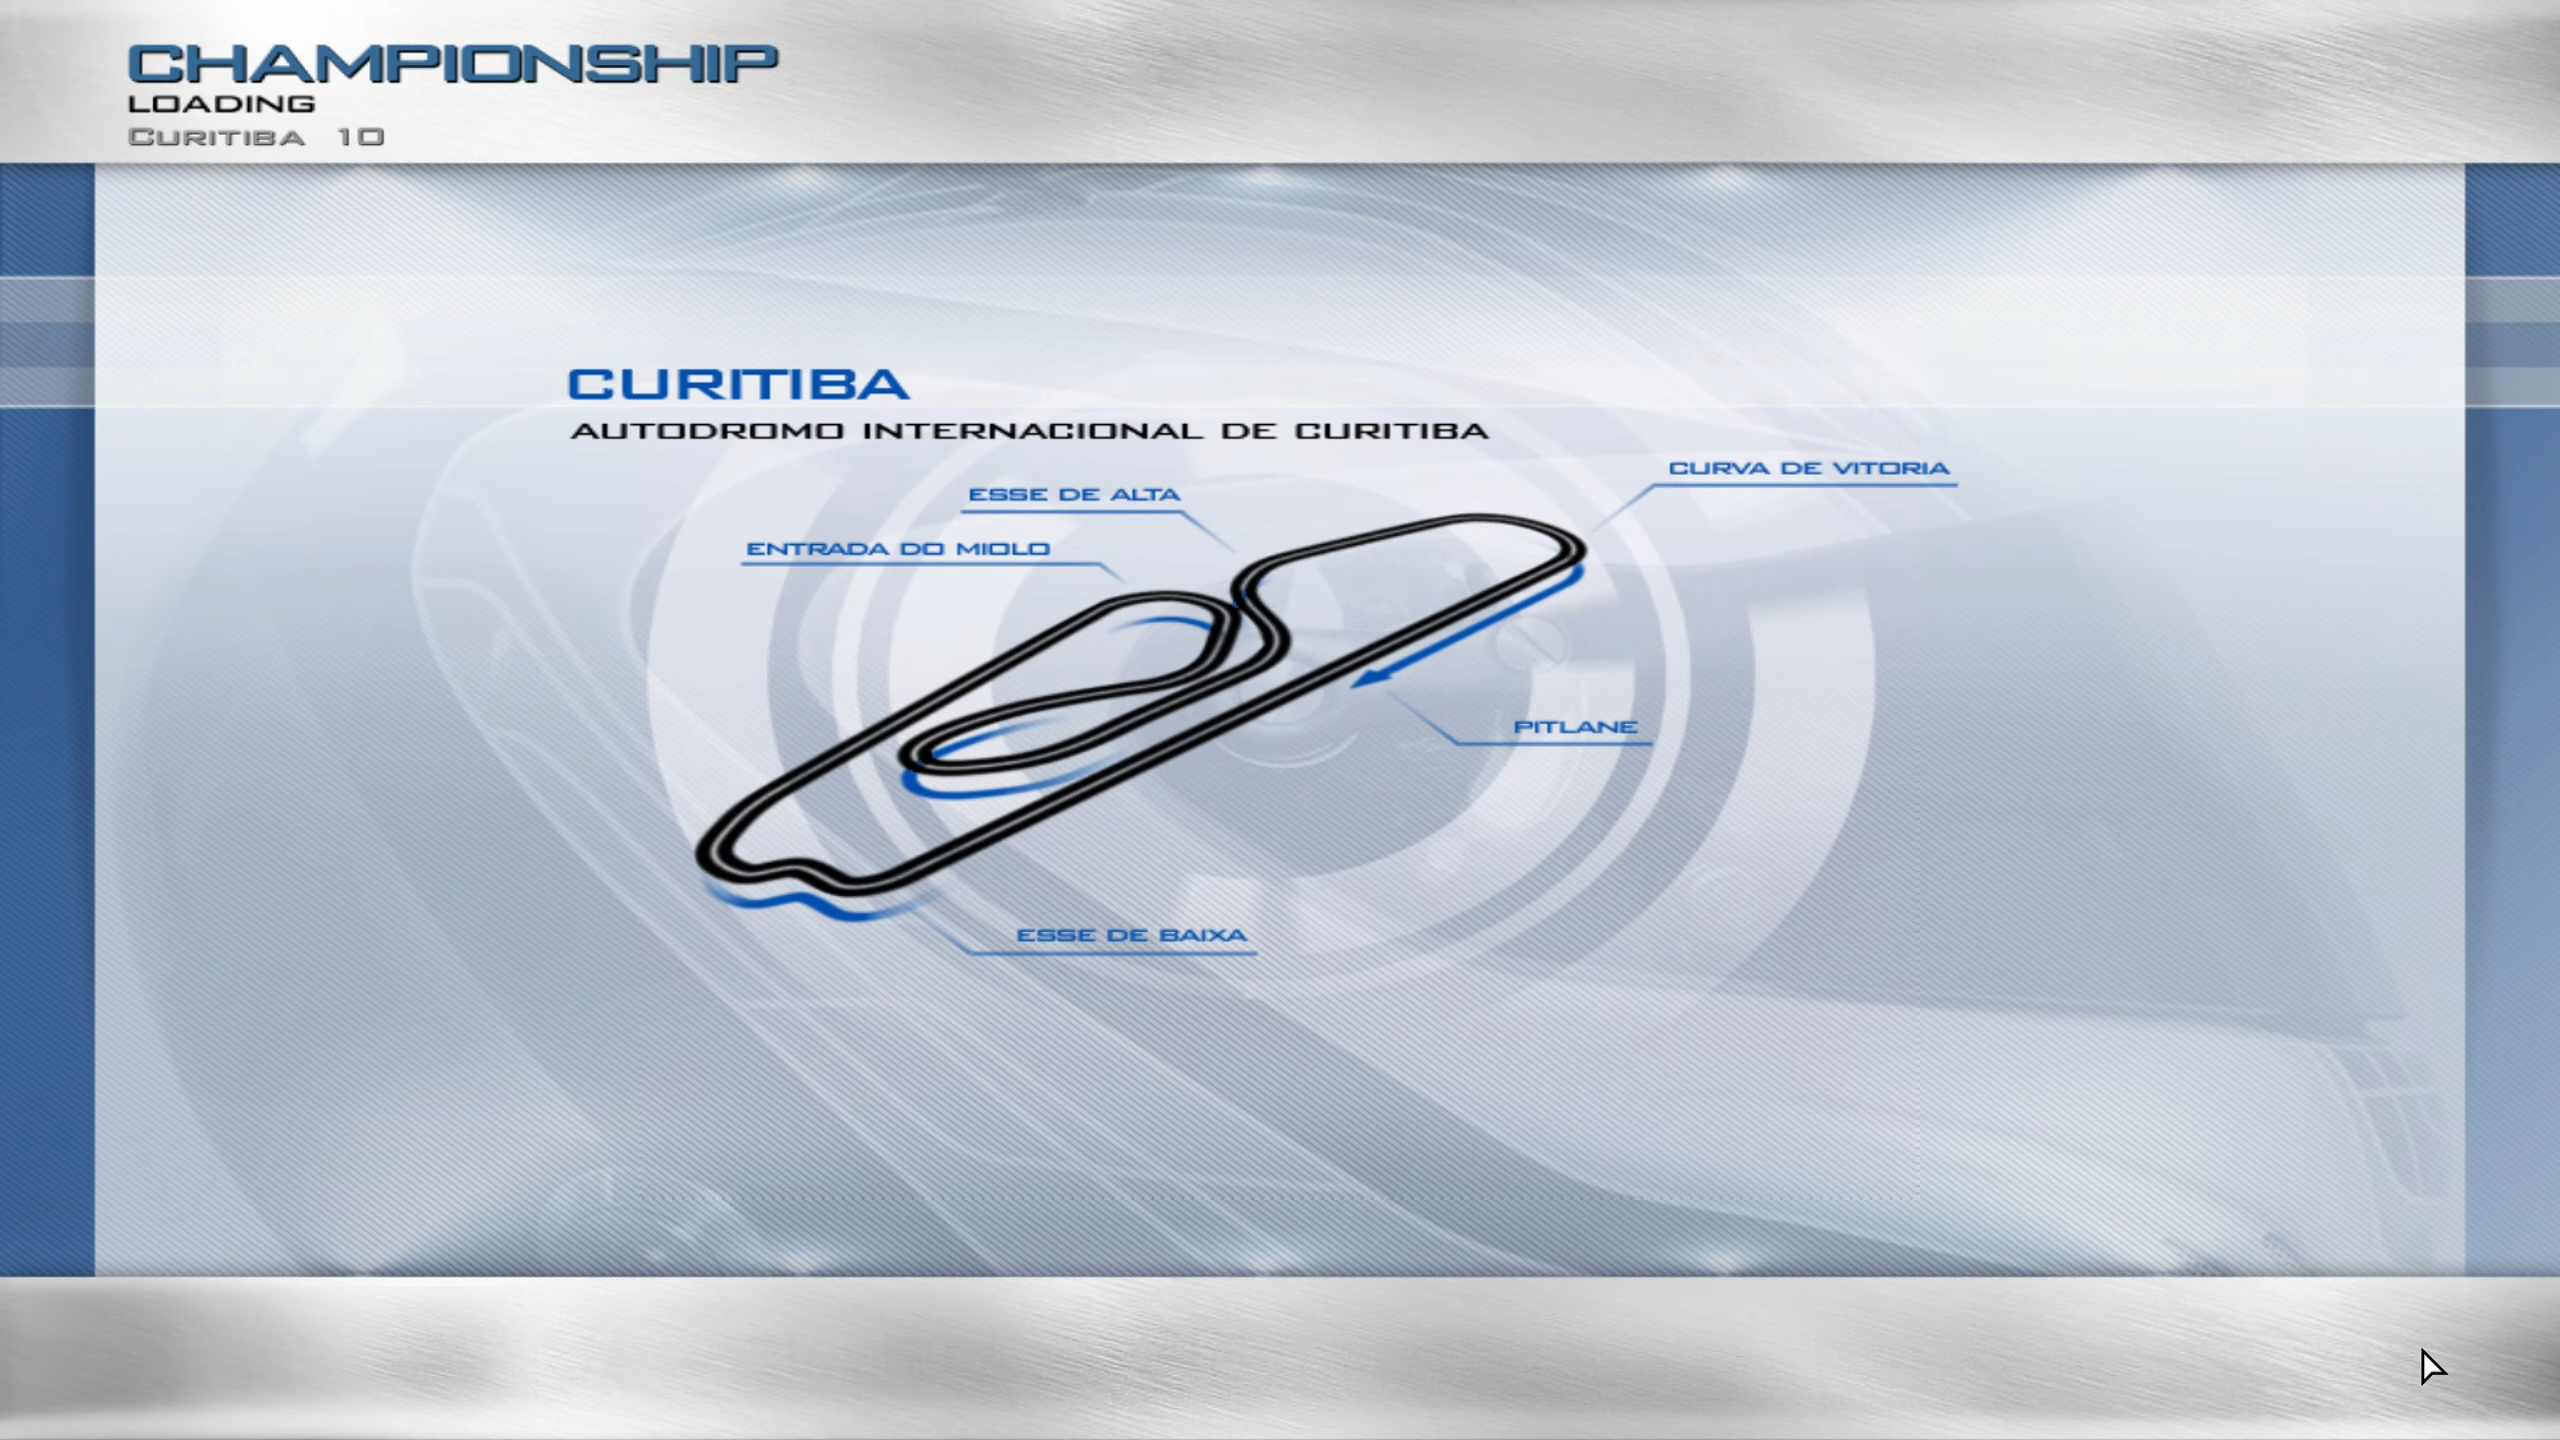 CHAMPIONSHIP
LOADING
CURITIBA 10
CURITIBA
AUTODROMO INTERNACIONAL DE CURITIBA
CURVA DE VITORIA
ESSE DE ALTA
ENTRADA DO MIOLO
PITLANE
ESSE DE BAIXA